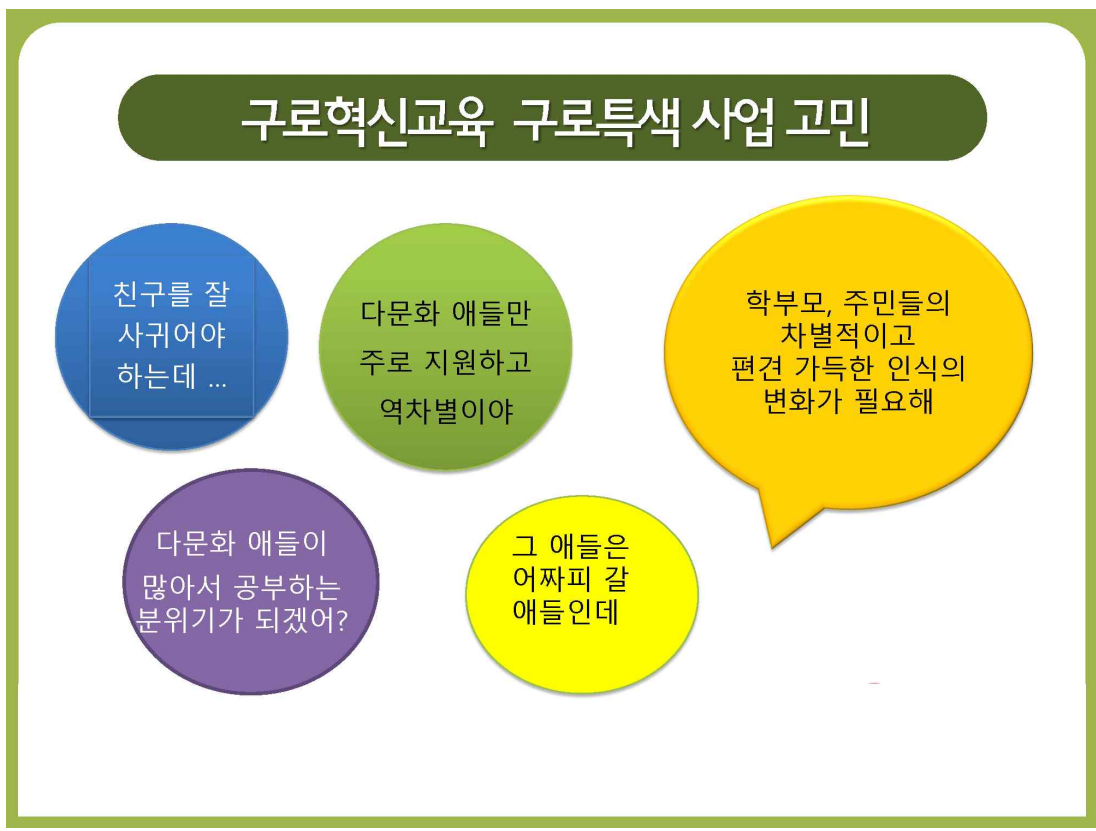 구로혁신교육 구로특색 사업 고민
친구를 잘
사귀어야
하는데 ...
다문화 애들만
주로 지원하고
역차별이야
학부모, 주민들의
차별적이고
편견 가득한 인식의
변화가 필요해
다문화 애들이
많아서 공부하는
분위기가 되겠어?
그 애들은
어짜피 갈
애들인데